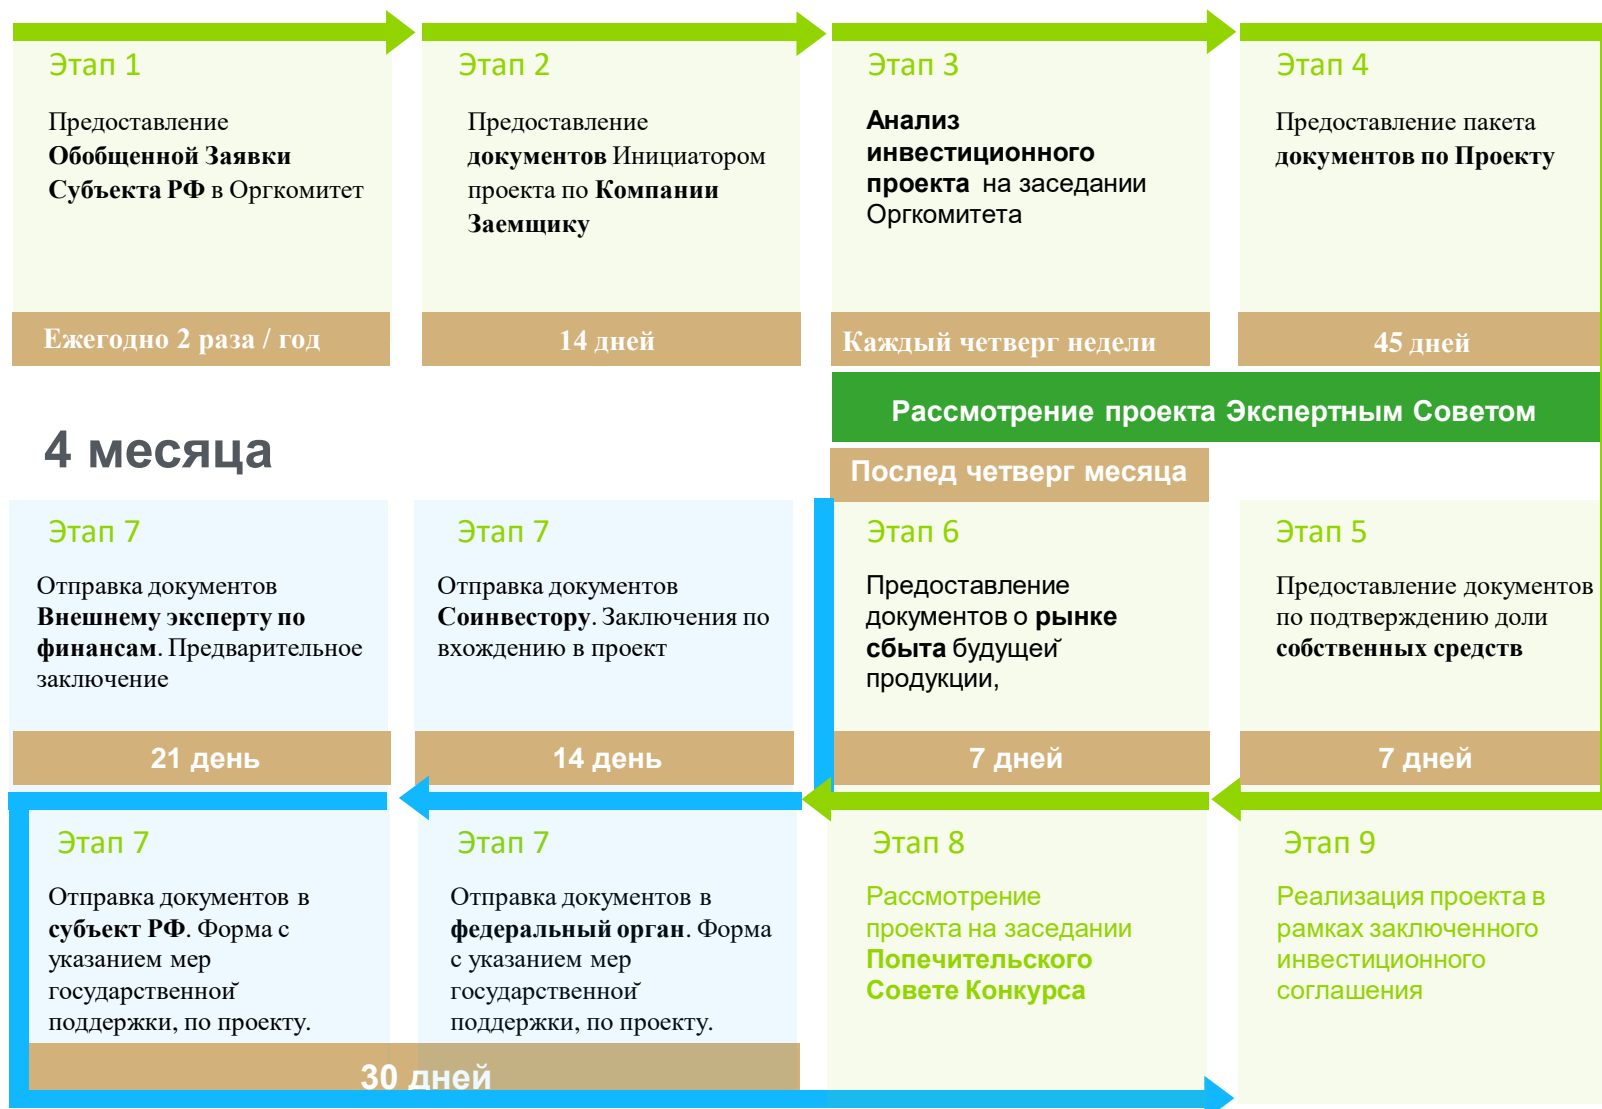 Этап 1
Предоставление
Обобщенной Заявки
Субъекта РФ в Оргкомитет
Ежегодно 2 раза / год
Этап 2
Предоставление
документов Инициатором
проекта по Компании
Заемщику
14 дней
Этап 3
Анализ
инвестиционного
проекта на заседании
Оргкомитета
Каждый четверг недели
Этап 4
Предоставление пакета
документов по Проекту
45 дней
Рассмотрение проекта Экспертным Советом
4 месяца
Послед четверг месяца
Этап 7
Отправка документов
Внешнему эксперту по
финансам. Предварительное
заключение
21 день
Этап 7
Отправка документов
Соинвестору. Заключения по
вхождению в проект
14 день
Этап 6
Предоставление
документов о рынке
сбыта будущей
продукции,
7 дней
Этап 5
Предоставление документов
по подтверждению доли
собственных средств
7 дней
Этап 7
Отправка документов в
субъект РФ. Форма с
указанием мер
государственной
поддержки, по проекту.
Этап 7
Отправка документов в
федеральный орган. Форма
с указанием мер
государственной
поддержки, по проекту.
30 дней
Этап 8
Рассмотрение
проекта на заседании
Попечительского
Совете Конкурса
Этап 9
Реализация проекта в
рамках заключенного
инвестиционного
соглашения